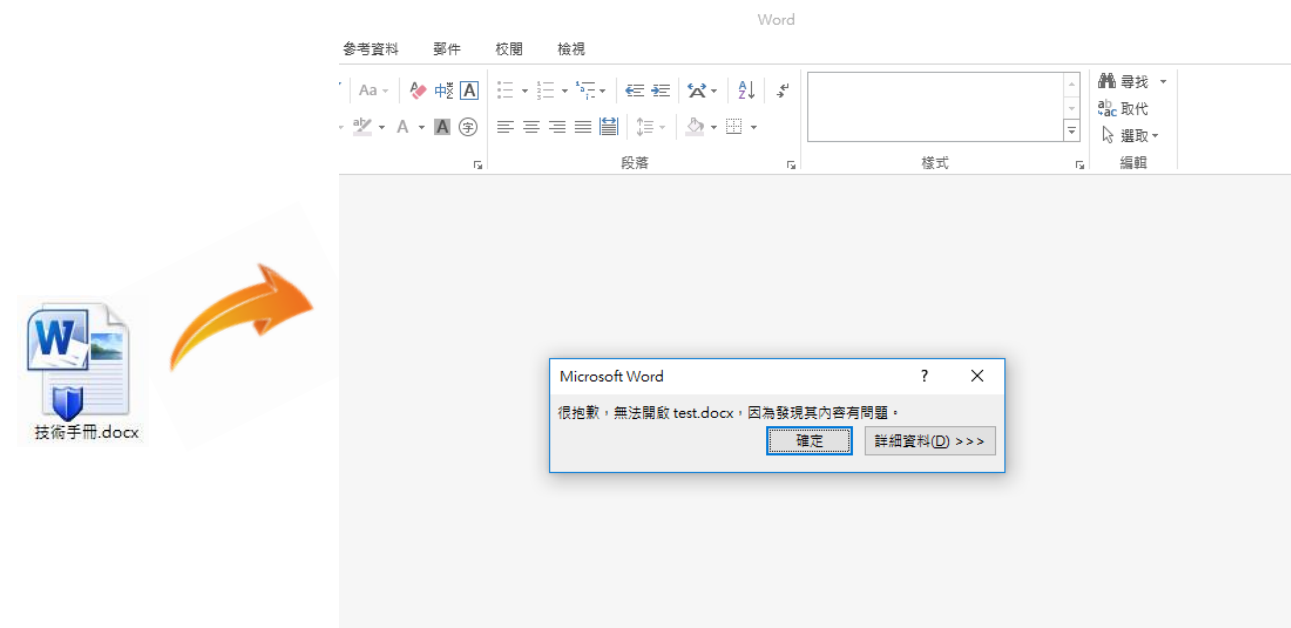 Word
參考資料 郵件 校閱 檢視
Aa 中 A 尋找
取代
A A 字 選取
段落 樣式 編輯
W
技術手冊.docx
Microsoft Word ? ×
很抱歉，無法開啟 test.docx，因為發現其內容有問題。
確定 詳細資料(D) >>>